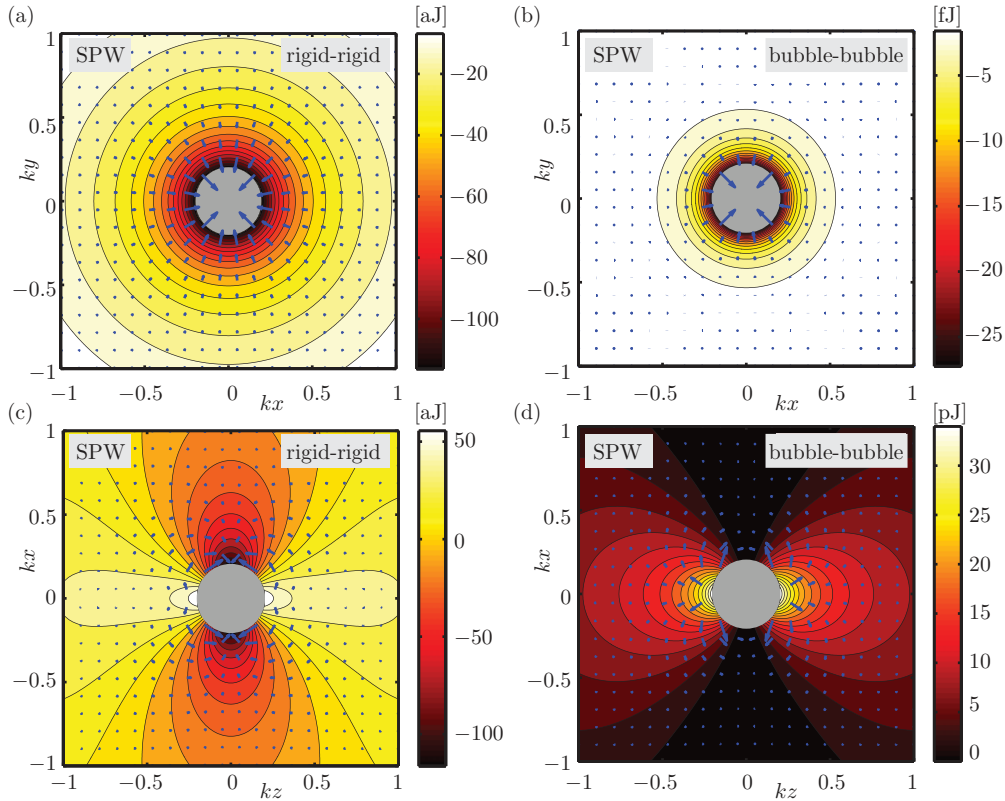 (a)
[aJ]
SPW
rigid-rigid
1
0.5
0
−0.5
−1
ky
−1
−0.5
0
0.5
1
kx
−20
−40
−60
−80
−100
(b)
[fJ]
SPW
bubble-bubble
1
0.5
0
−0.5
−1
ky
−1
−0.5
0
0.5
1
kx
−5
−10
−15
−20
−25
(c)
[aJ]
SPW
rigid-rigid
1
0.5
0
−0.5
−1
kx
−1
−0.5
0
0.5
1
kz
50
0
−50
−100
(d)
[pJ]
SPW
bubble-bubble
1
0.5
0
−0.5
−1
kx
−1
−0.5
0
0.5
1
kz
30
25
20
15
10
5
0